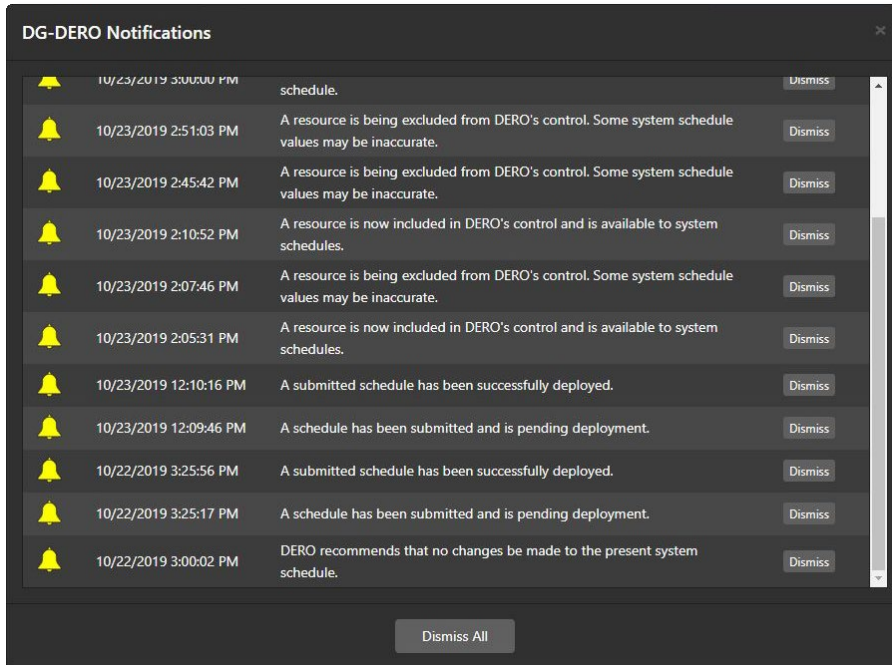 DG-DERO Notifications
×
10/23/2019 3:00:00 PM
schedule.
Dismiss
10/23/2019 2:51:03 PM
A resource is being excluded from DERO's control. Some system schedule
values may be inaccurate.
Dismiss
10/23/2019 2:45:42 PM
A resource is being excluded from DERO's control. Some system schedule
values may be inaccurate.
Dismiss
10/23/2019 2:10:52 PM
A resource is now included in DERO's control and is available to system
schedules.
Dismiss
10/23/2019 2:07:46 PM
A resource is being excluded from DERO's control. Some system schedule
values may be inaccurate.
Dismiss
10/23/2019 2:05:31 PM
A resource is now included in DERO's control and is available to system
schedules.
Dismiss
10/23/2019 12:10:16 PM
A submitted schedule has been successfully deployed.
Dismiss
10/23/2019 12:09:46 PM
A schedule has been submitted and is pending deployment.
Dismiss
10/22/2019 3:25:56 PM
A submitted schedule has been successfully deployed.
Dismiss
10/22/2019 3:25:17 PM
A schedule has been submitted and is pending deployment.
Dismiss
10/22/2019 3:00:02 PM
DERO recommends that no changes be made to the present system
schedule.
Dismiss
Dismiss All